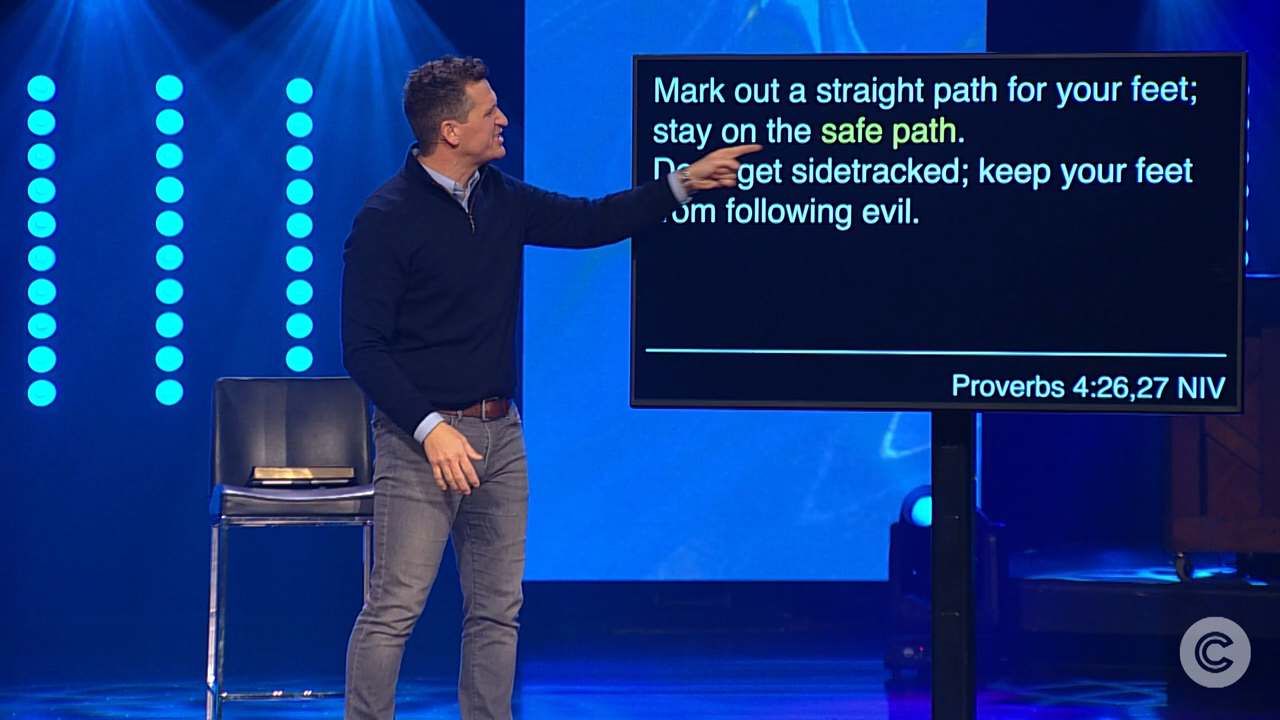 Mark out a straight path for your feet;
stay on the safe path.
get sidetracked; keep your feet
following evil.
Proverbs 4:26,27 NIV
C